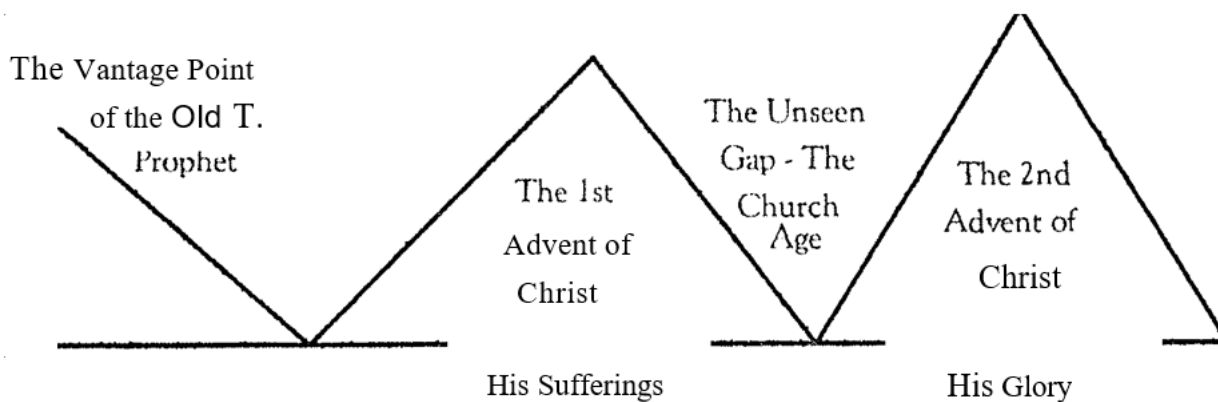 The Vantage Point
of the Old T.
Prophet
The 1st
Advent of
Christ
The Unseen
Gap - The
Church
Age
The 2nd
Advent of
Christ
His Sufferings
His Glory